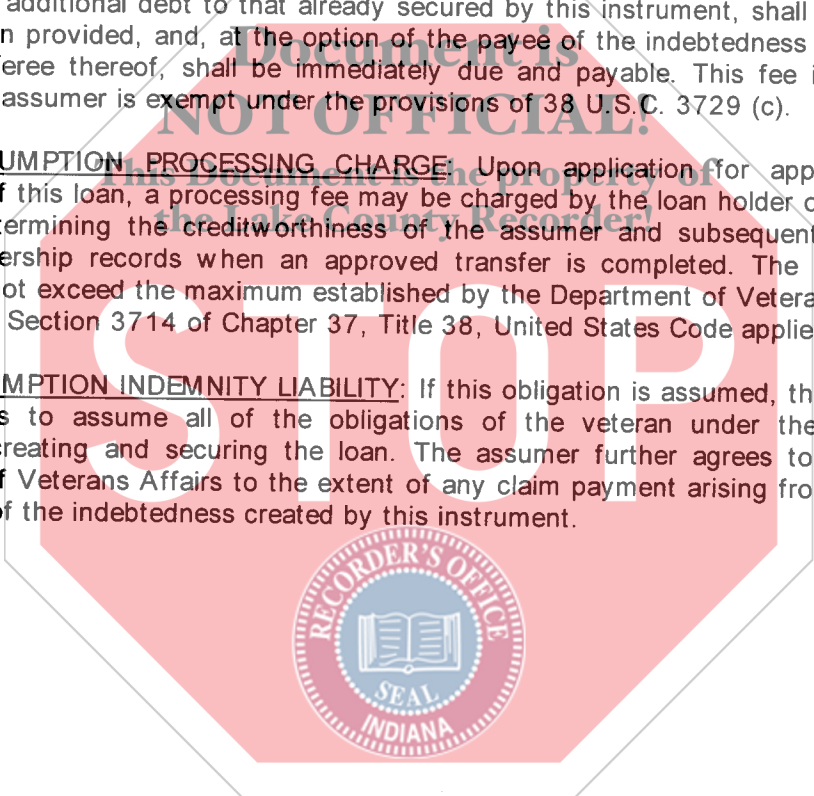 additional debt to that already secured by this instrument, shall
n provided, and, at the option of the payee of the indebtedness
eree thereof, shall be immediately due and payable. This fee i
assumer is exempt under the provisions of 38 U.S.C. 3729 (c).
UMPTION PROCESSING CHARGE: Upon application for app
f this loan, a processing fee may be charged by the loan holder o
termining the creditworthiness of the assumer and subsequent
ership records when an approved transfer is completed. The
ot exceed the maximum established by the Department of Vetera
Section 3714 of Chapter 37, Title 38, United States Code applie
MPTION INDEMNITY LIABILITY: If this obligation is assumed, th
s to assume all of the obligations of the veteran under the
creating and securing the loan. The assumer further agrees to
f Veterans Affairs to the extent of any claim payment arising fro
of the indebtedness created by this instrument.
Document is
NOT OFFICIAL!
This Document is the property of
the Lake County Recorder!
STOP
RECORDER'S OFFICE
SEAL
INDIANA